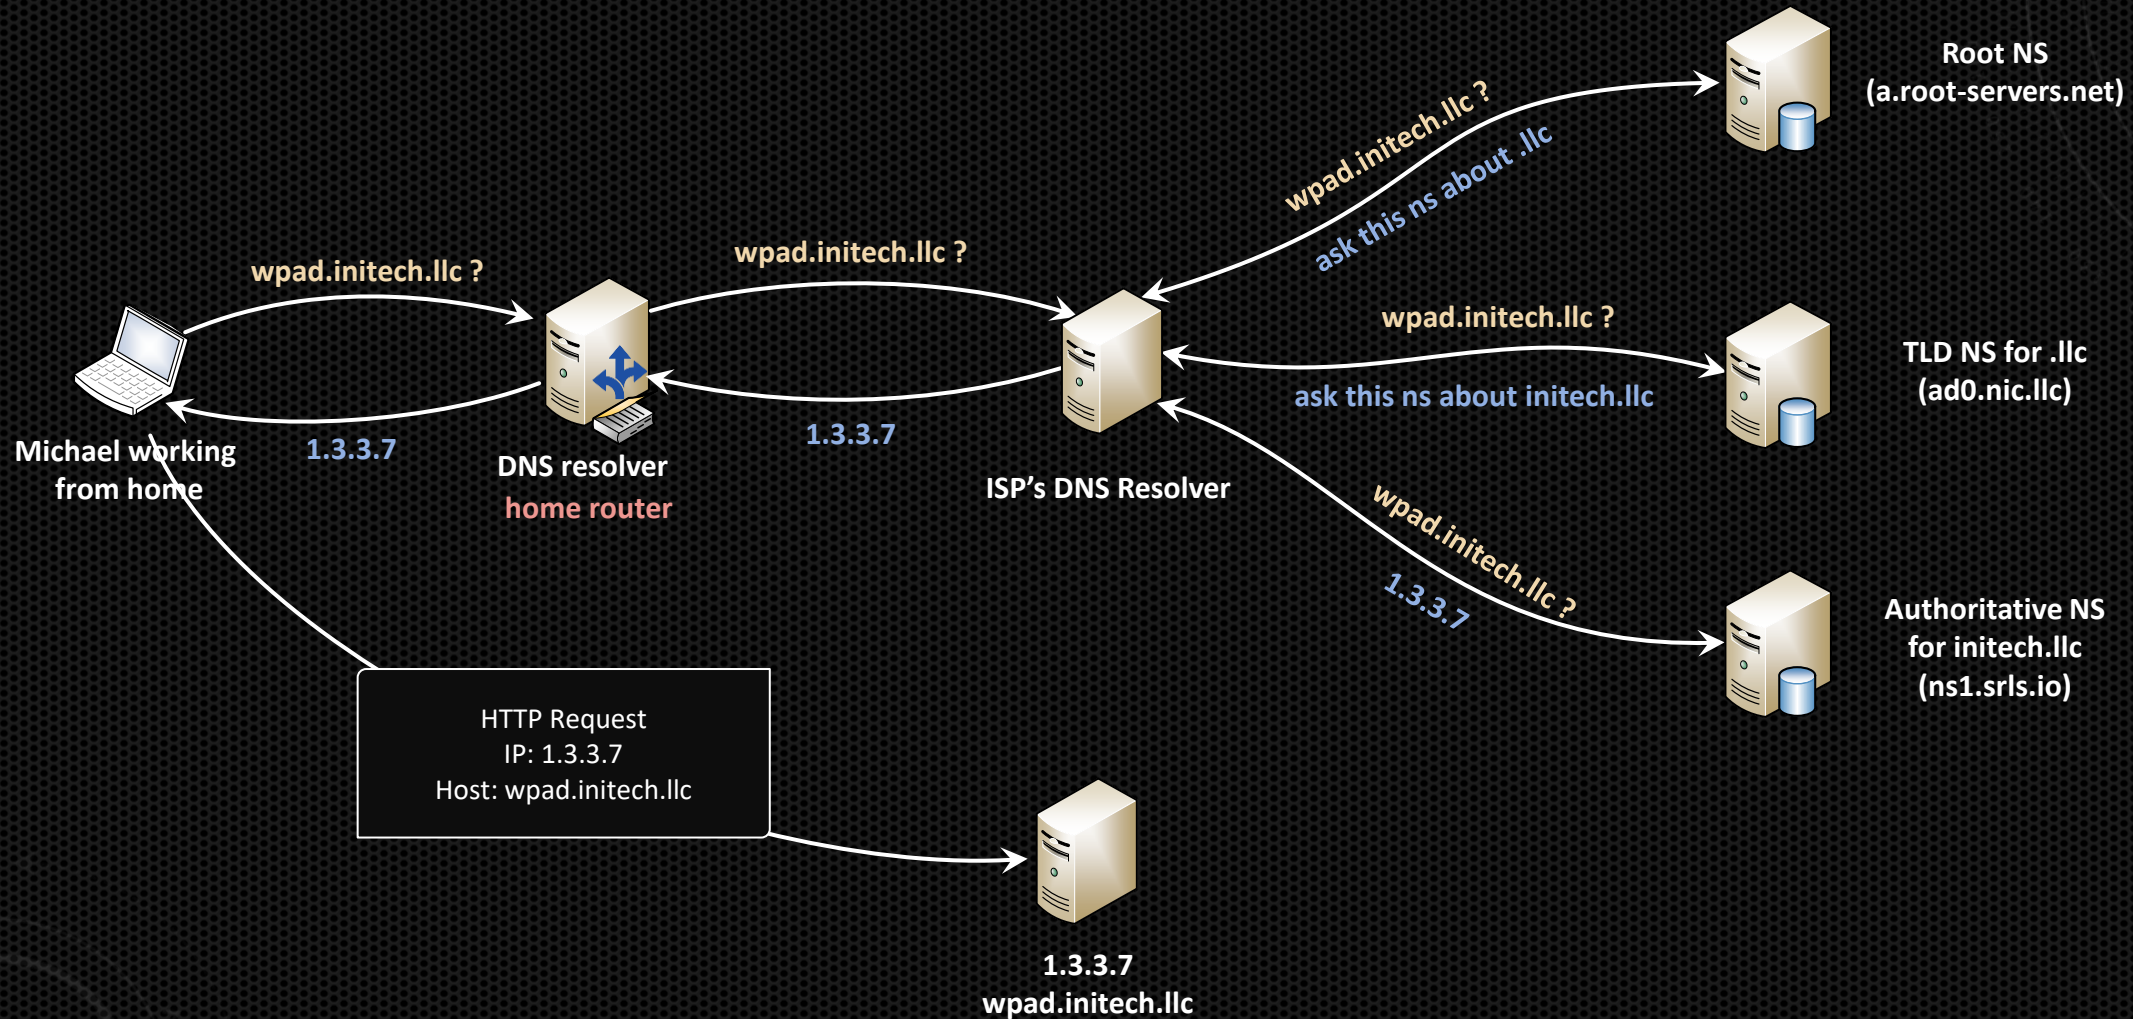 Root NS
(a.root-servers.net)
wpad.initech.llc ?
ask this ns about .llc
wpad.initech.llc ?
wpad.initech.llc ?
wpad.initech.llc ?
ask this ns about initech.llc
TLD NS for .llc
(ad0.nic.llc)
1.3.3.7
1.3.3.7
Michael working
from home
DNS resolver
home router
ISP’s DNS Resolver
wpad.initech.llc ?
1.3.3.7
Authoritative NS
for initech.llc
(ns1.srls.io)
HTTP Request
IP: 1.3.3.7
Host: wpad.initech.llc
1.3.3.7
wpad.initech.llc